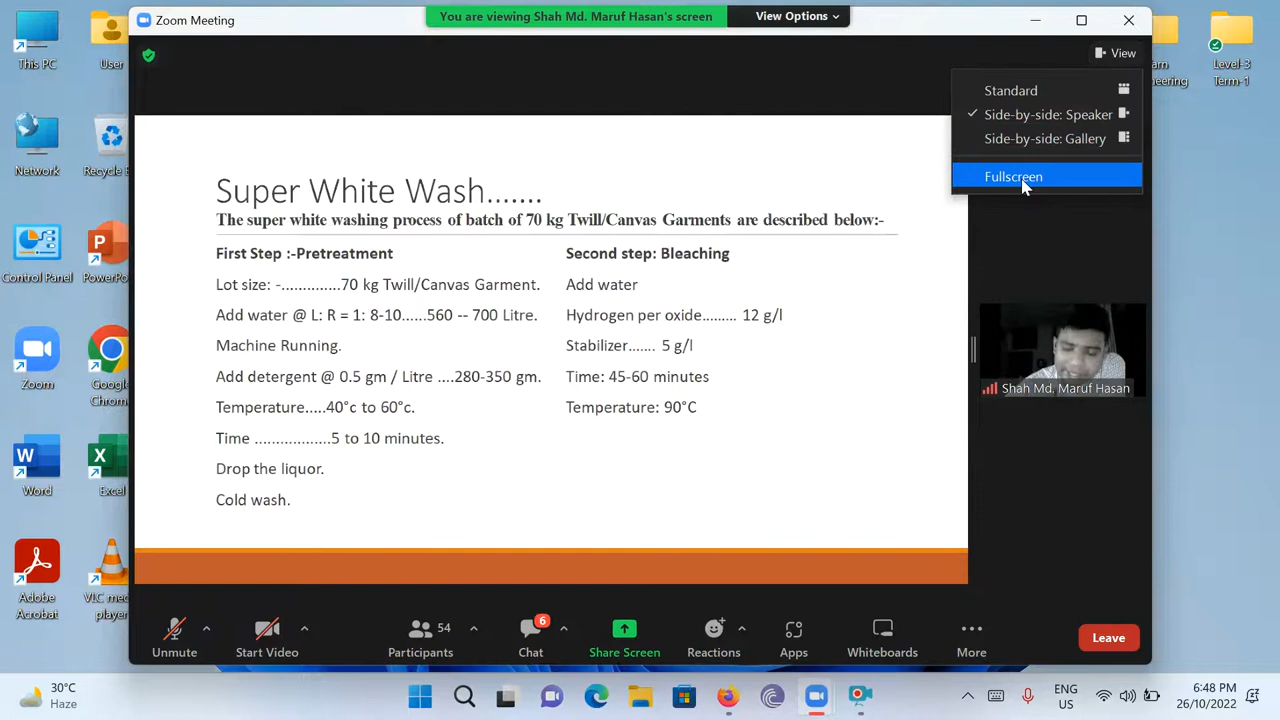 Zoom Meeting
You are viewing Shah Md. Maruf Hasan's screen
View Options
View
Standard
Side-by-side: Speaker
Side-by-side: Gallery
Fullscreen
Super White Wash.......
The super white washing process of batch of 70 kg Twill/Canvas Garments are described below:-
First Step :-Pretreatment
Lot size: -..............70 kg Twill/Canvas Garment.
Add water @ L: R = 1: 8-10......560 -- 700 Litre.
Machine Running.
Add detergent @ 0.5 gm / Litre ....280-350 gm.
Temperature.....40°c to 60°c.
Time .................5 to 10 minutes.
Drop the liquor.
Cold wash.
Second step: Bleaching
Add water
Hydrogen per oxide......... 12 g/l
Stabilizer....... 5 g/l
Time: 45-60 minutes
Temperature: 90°C
Shah Md. Maruf Hasan
Unmute
Start Video
54
Participants
6
Chat
Share Screen
Reactions
Apps
Whiteboards
More
Leave
This PC
User
Network
Recycle
Control Panel
PowerPo
Zoom
Google
Chrom
Word
Excel
Adobe
Acrobat
VLC me
player
Level-3
Term-1
30°C
Haze
ENG
US
6:48 PM
26/10/2022